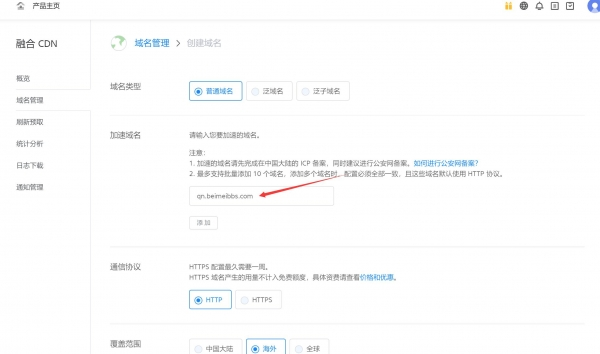 产品主页
融合 CDN
域名管理 > 创建域名
概览
域名管理
刷新预取
统计分析
日志下载
通知管理
域名类型
普通域名
泛域名
泛子域名
加速域名
请输入您要加速的域名。
注意:
1. 加速的域名请先完成在中国大陆的 ICP 备案，同时建议进行公安网备案。如何进行公安网备案?
2. 最多支持批量添加 10 个域名，添加多个域名时，配置必须全部一致，且这些域名默认使用 HTTP 协议。
qn.beimeibbs.com
添加
通信协议
HTTPS 配置最久需要一周。
HTTPS 域名产生的用量不计入免费额度，具体资费请查看价格和优惠。
HTTP
HTTPS
覆盖范围
中国大陆
海外
全球